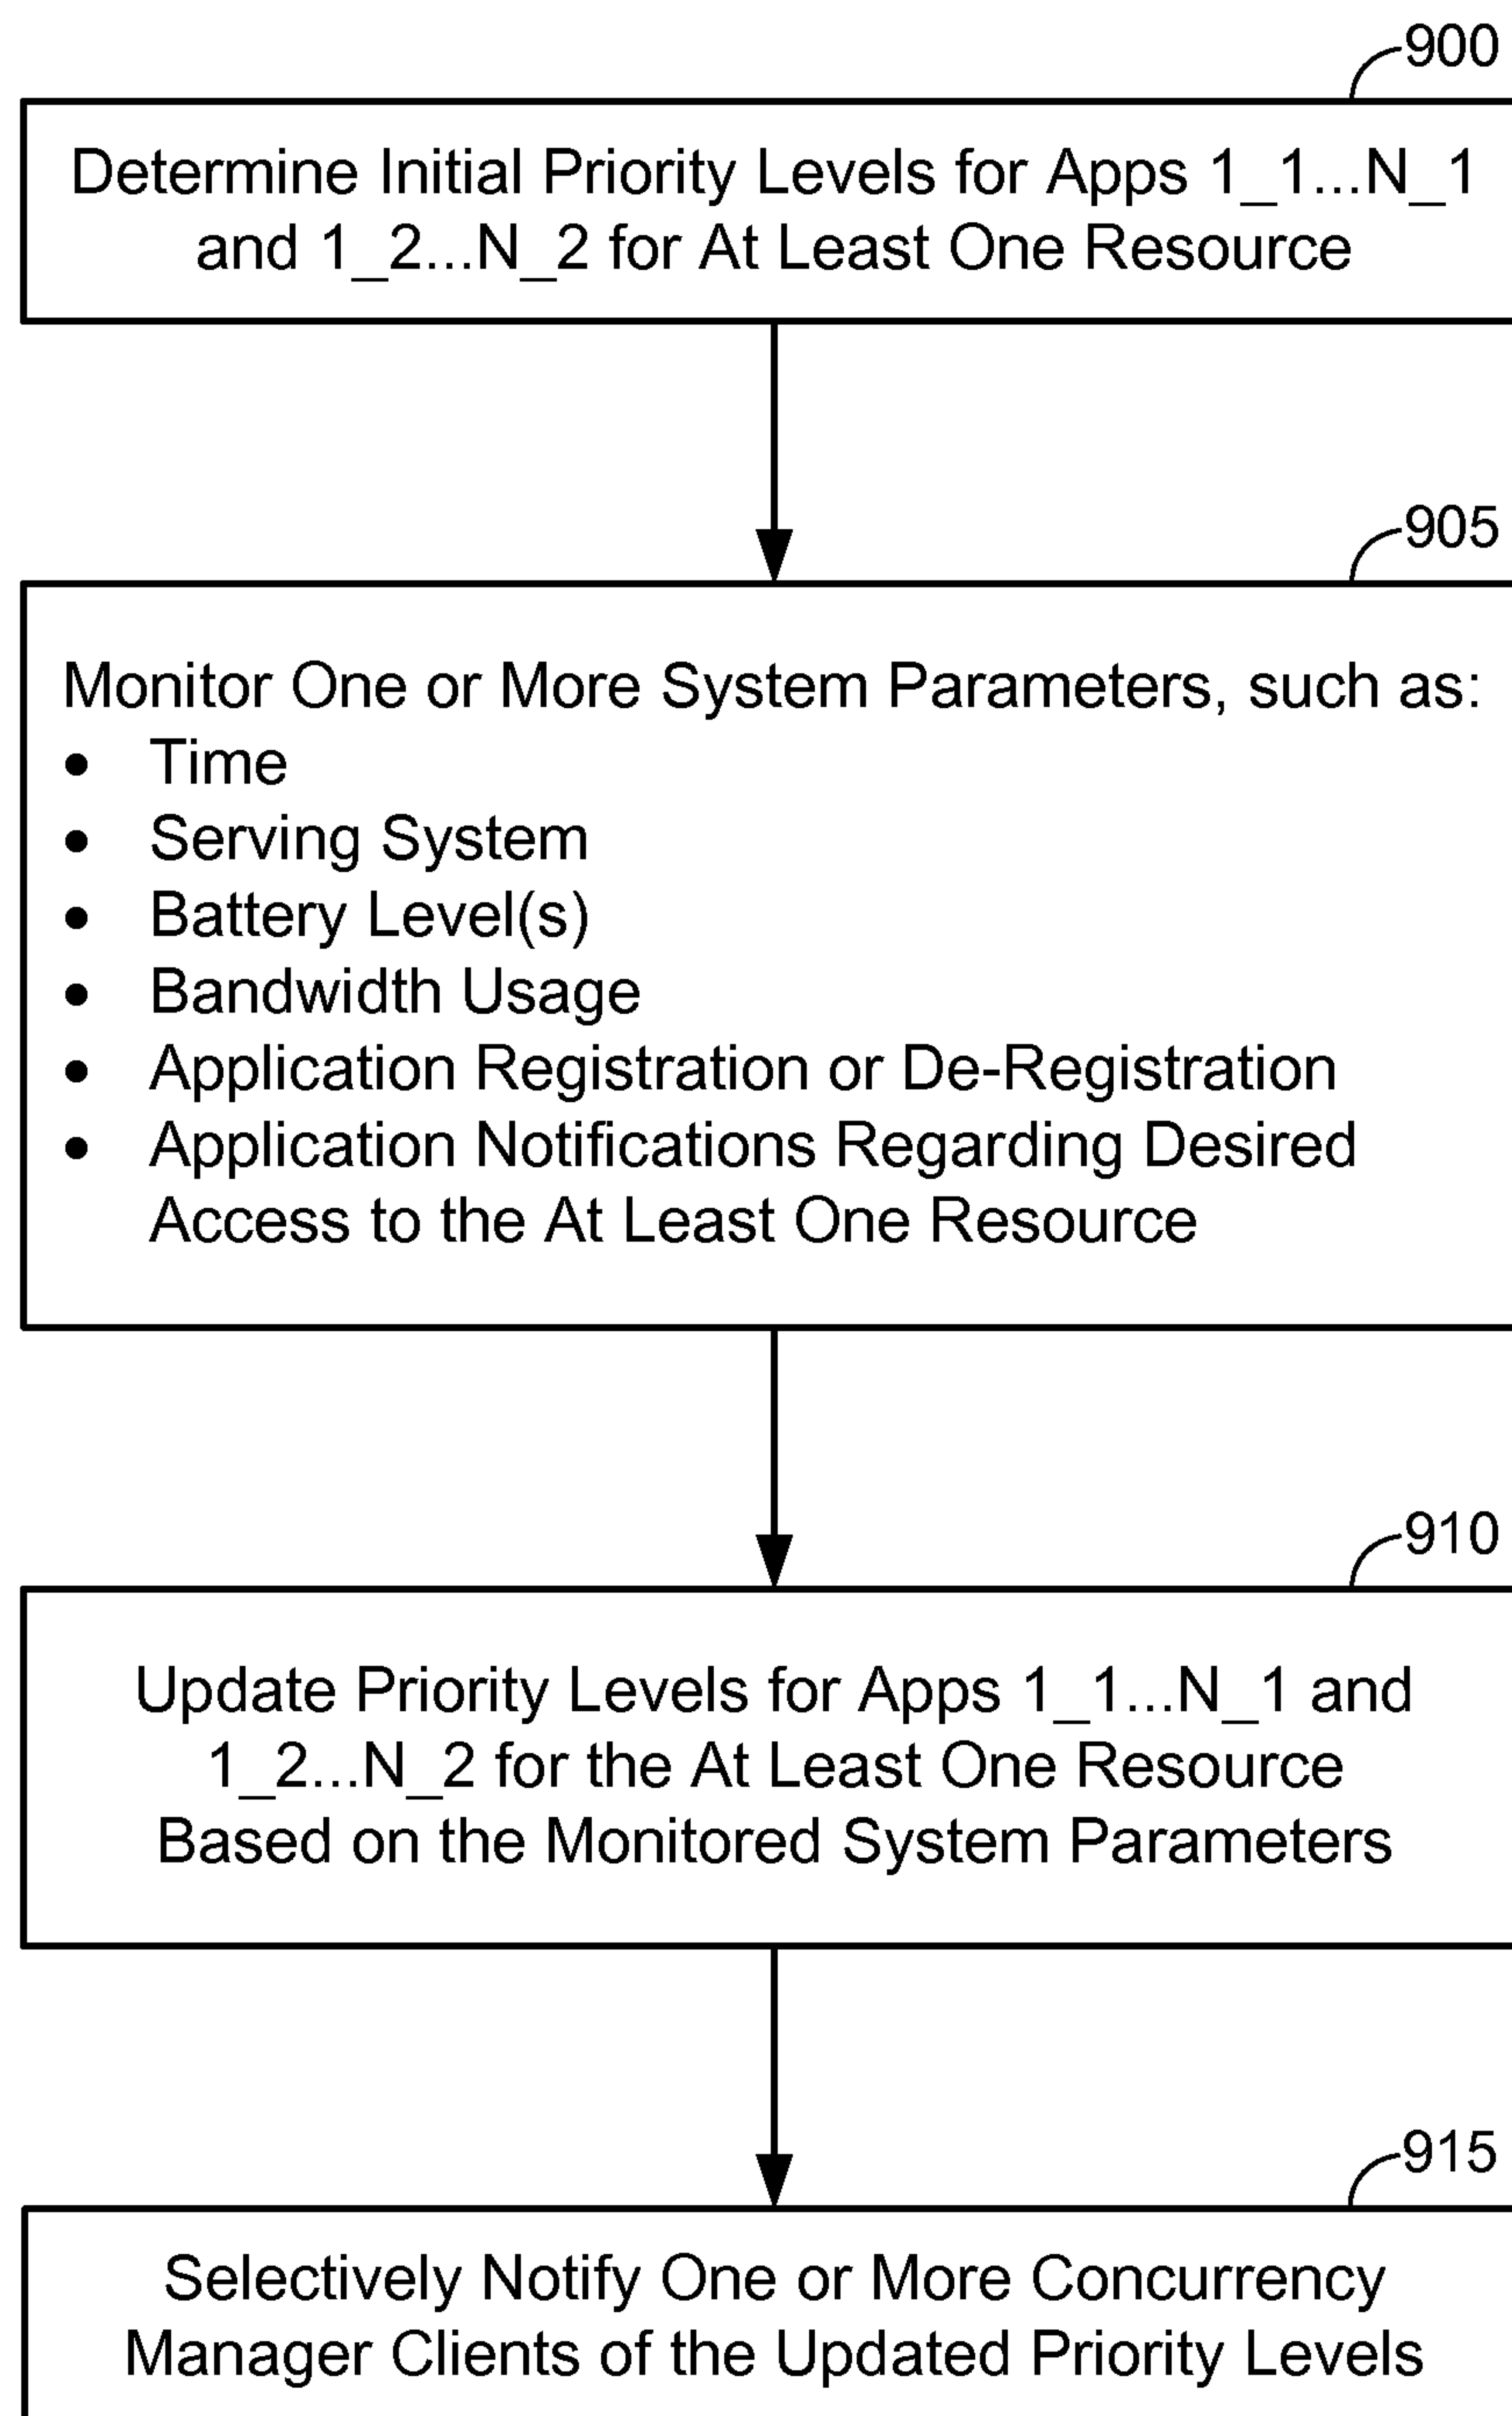 900
Determine Initial Priority Levels for Apps 1_1...N_1
and 1_2...N_2 for At Least One Resource
905
Monitor One or More System Parameters, such as:
• Time
• Serving System
• Battery Level(s)
• Bandwidth Usage
• Application Registration or De-Registration
• Application Notifications Regarding Desired
Access to the At Least One Resource
910
Update Priority Levels for Apps 1_1...N_1 and
1_2...N_2 for the At Least One Resource
Based on the Monitored System Parameters
915
Selectively Notify One or More Concurrency
Manager Clients of the Updated Priority Levels